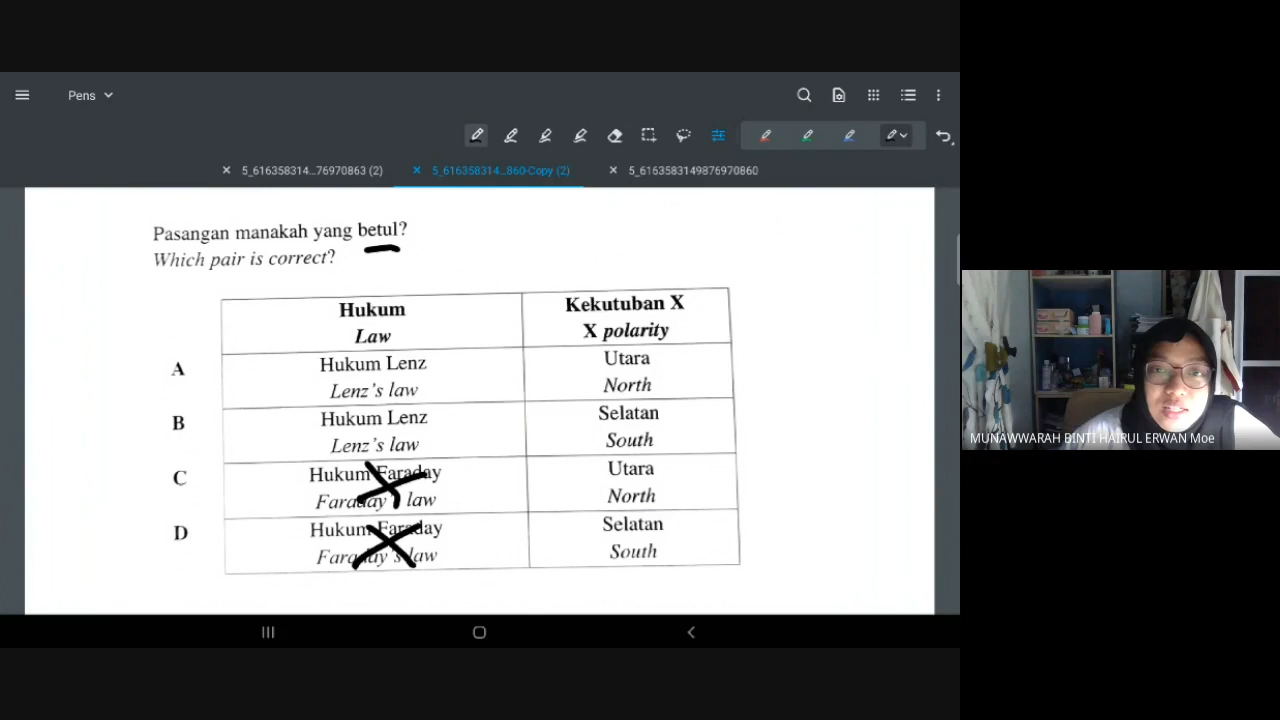 Pens
5_616358314...76970863 (2)
5_616358314...860-Copy (2)
5_6163583149876970860
Pasangan manakah yang betul?
Which pair is correct?
Hukum
Law
Kekutuban X
X polarity
A
Hukum Lenz
Lenz's law
Utara
North
B
Hukum Lenz
Lenz's law
Selatan
South
C
Hukum Faraday
Faraday's law
Utara
North
D
Hukum Faraday
Faraday's law
Selatan
South
MUNAWWARAH BINTI HAIRUL ERWAN Moe